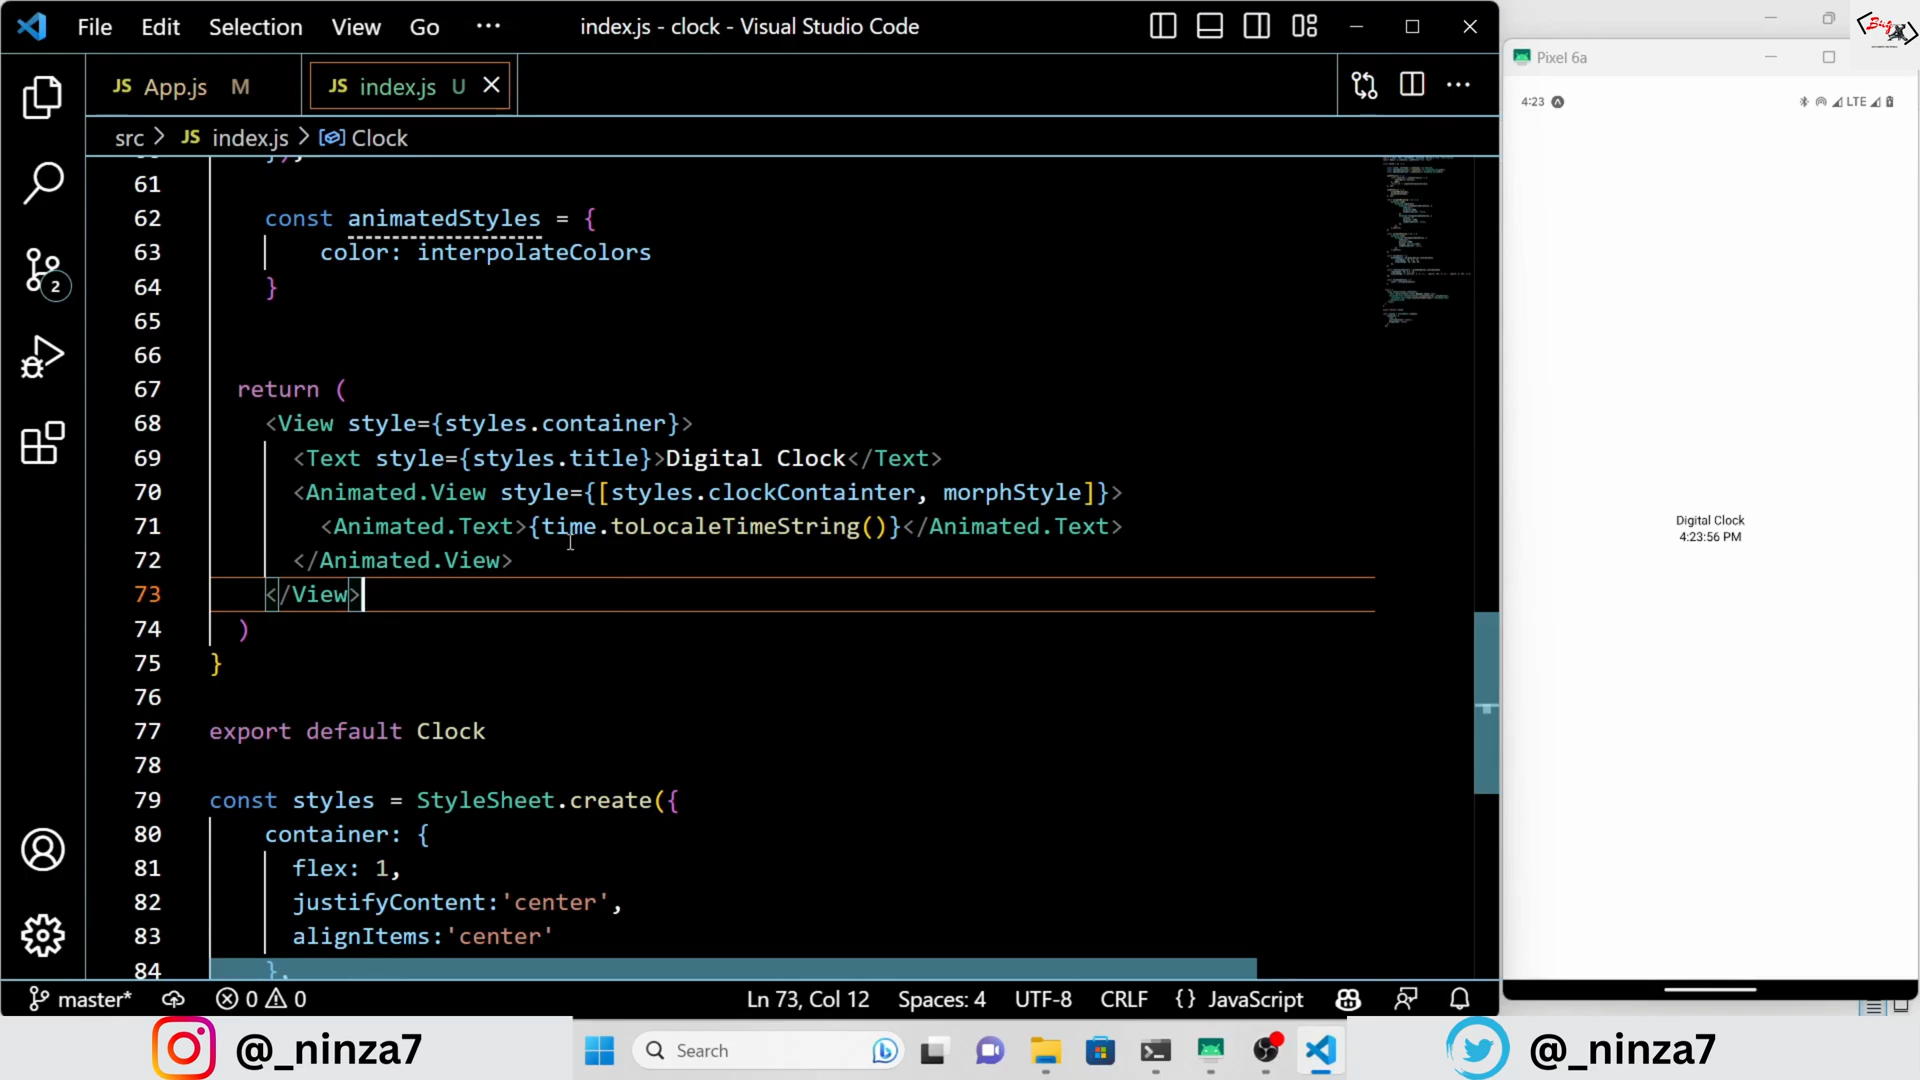 File Edit Selection View Go ··· index.js - clock - Visual Studio Code
JS App.js M JS index.js U
src > JS index.js > Clock
61
62 const animatedStyles = {
63 color: interpolateColors
64 }
65
66
67 return (
68 <View style={styles.container}>
69 <Text style={styles.title}>Digital Clock</Text>
70 <Animated.View style={[styles.clockContainter, morphStyle]}>
71 <Animated.Text>{time.toLocaleTimeString()}</Animated.Text>
72 </Animated.View>
73 </View>
74 )
75 }
76
77 export default Clock
78
79 const styles = StyleSheet.create({
80 container: {
81 flex: 1,
82 justifyContent:'center',
83 alignItems:'center'
84 },
2
master* 0 0 Ln 73, Col 12 Spaces: 4 UTF-8 CRLF {} JavaScript
Pixel 6a
4:23 LTE
Digital Clock
4:23:56 PM
@_ninza7 Search @_ninza7